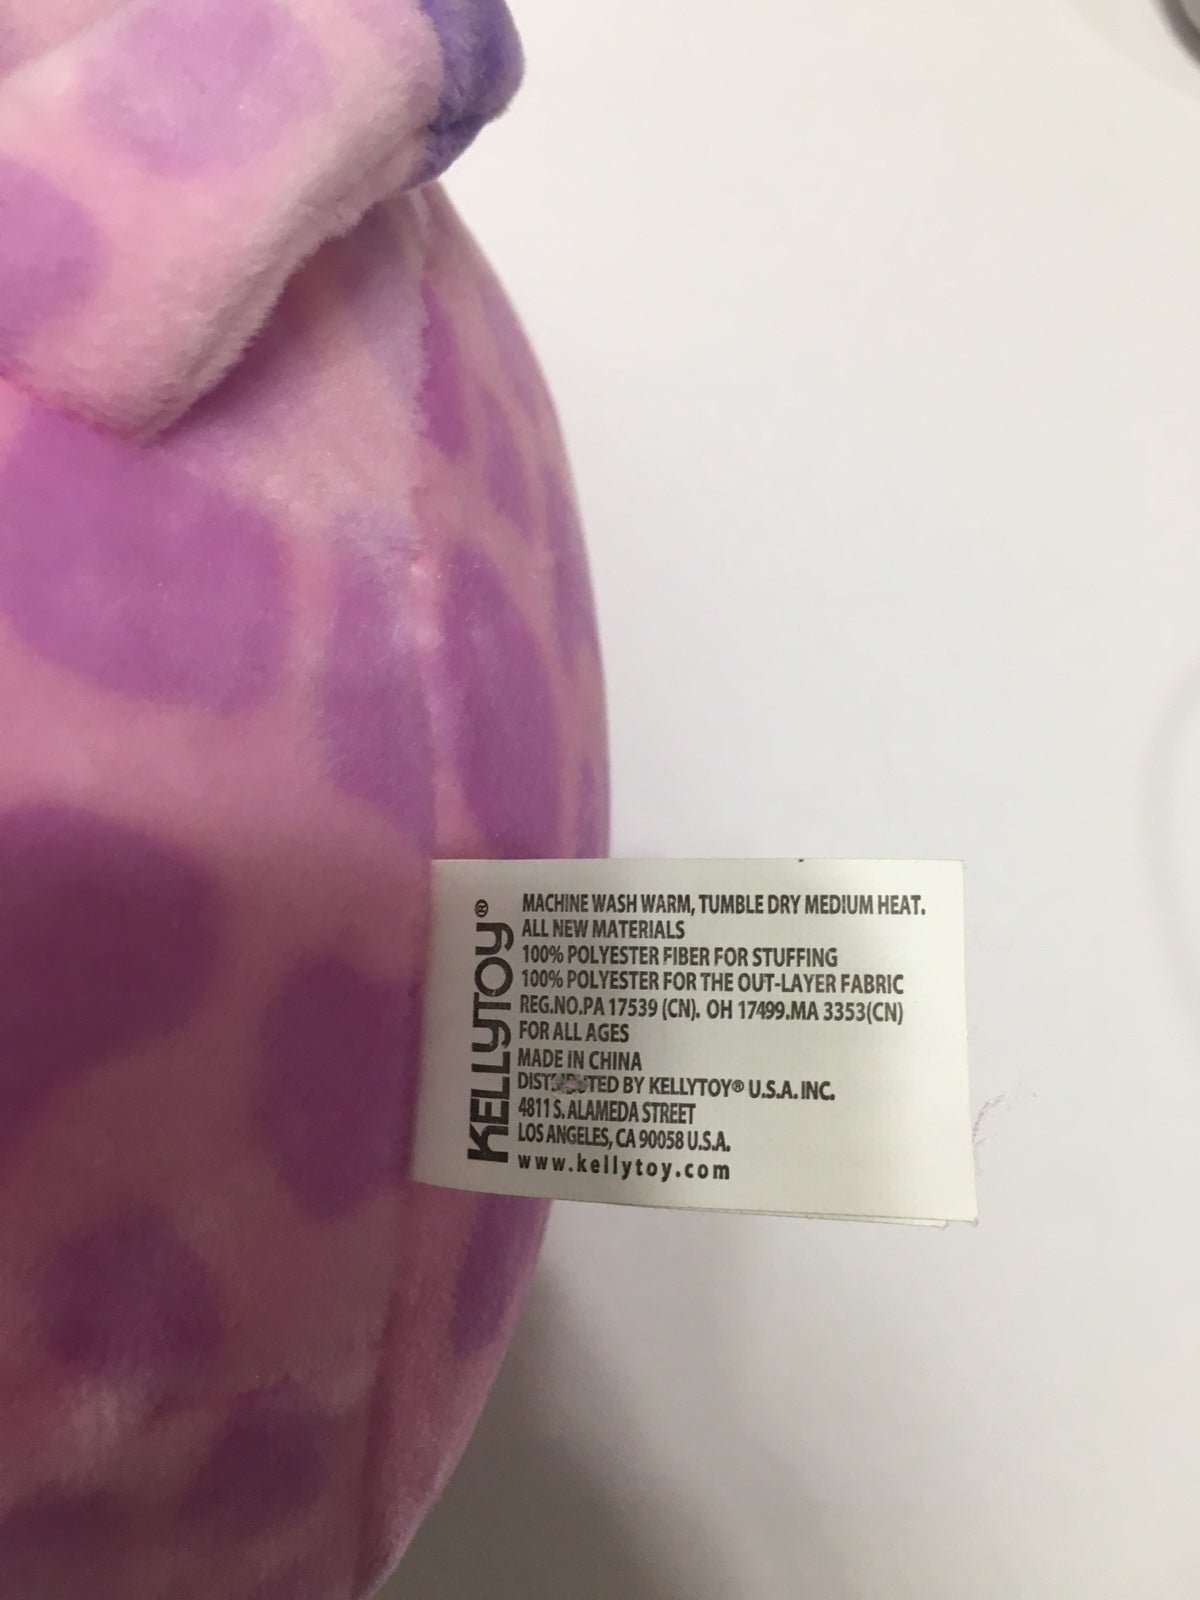 KELLYTOY®
MACHINE WASH WARM, TUMBLE DRY MEDIUM HEAT.
ALL NEW MATERIALS
100% POLYESTER FIBER FOR STUFFING
100% POLYESTER FOR THE OUT-LAYER FABRIC
REG.NO.PA 17539 (CN). OH 17499.MA 3353(CN)
FOR ALL AGES
MADE IN CHINA
BY KELLYTOY® U.S.A. INC.
4811 S. ALAMEDA STREET
LOS ANGELES, CA 90058 U.S.A.
www.kellytoy.com